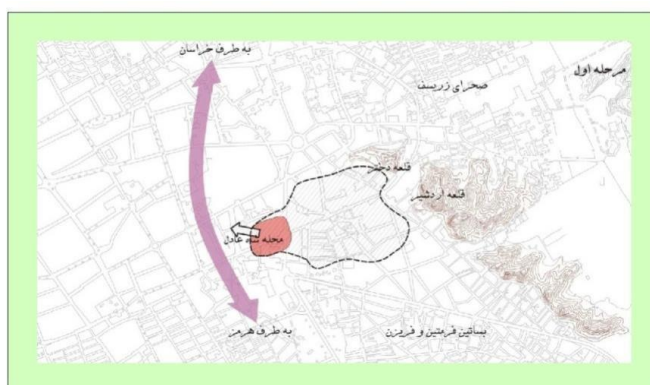 به طرف خراسان
مرحله اول
صحرای زریسف
قلعه دختر
قلعه اردشیر
محله شاه عادل
به طرف هرمز
بساتین فرمتین و فریزن